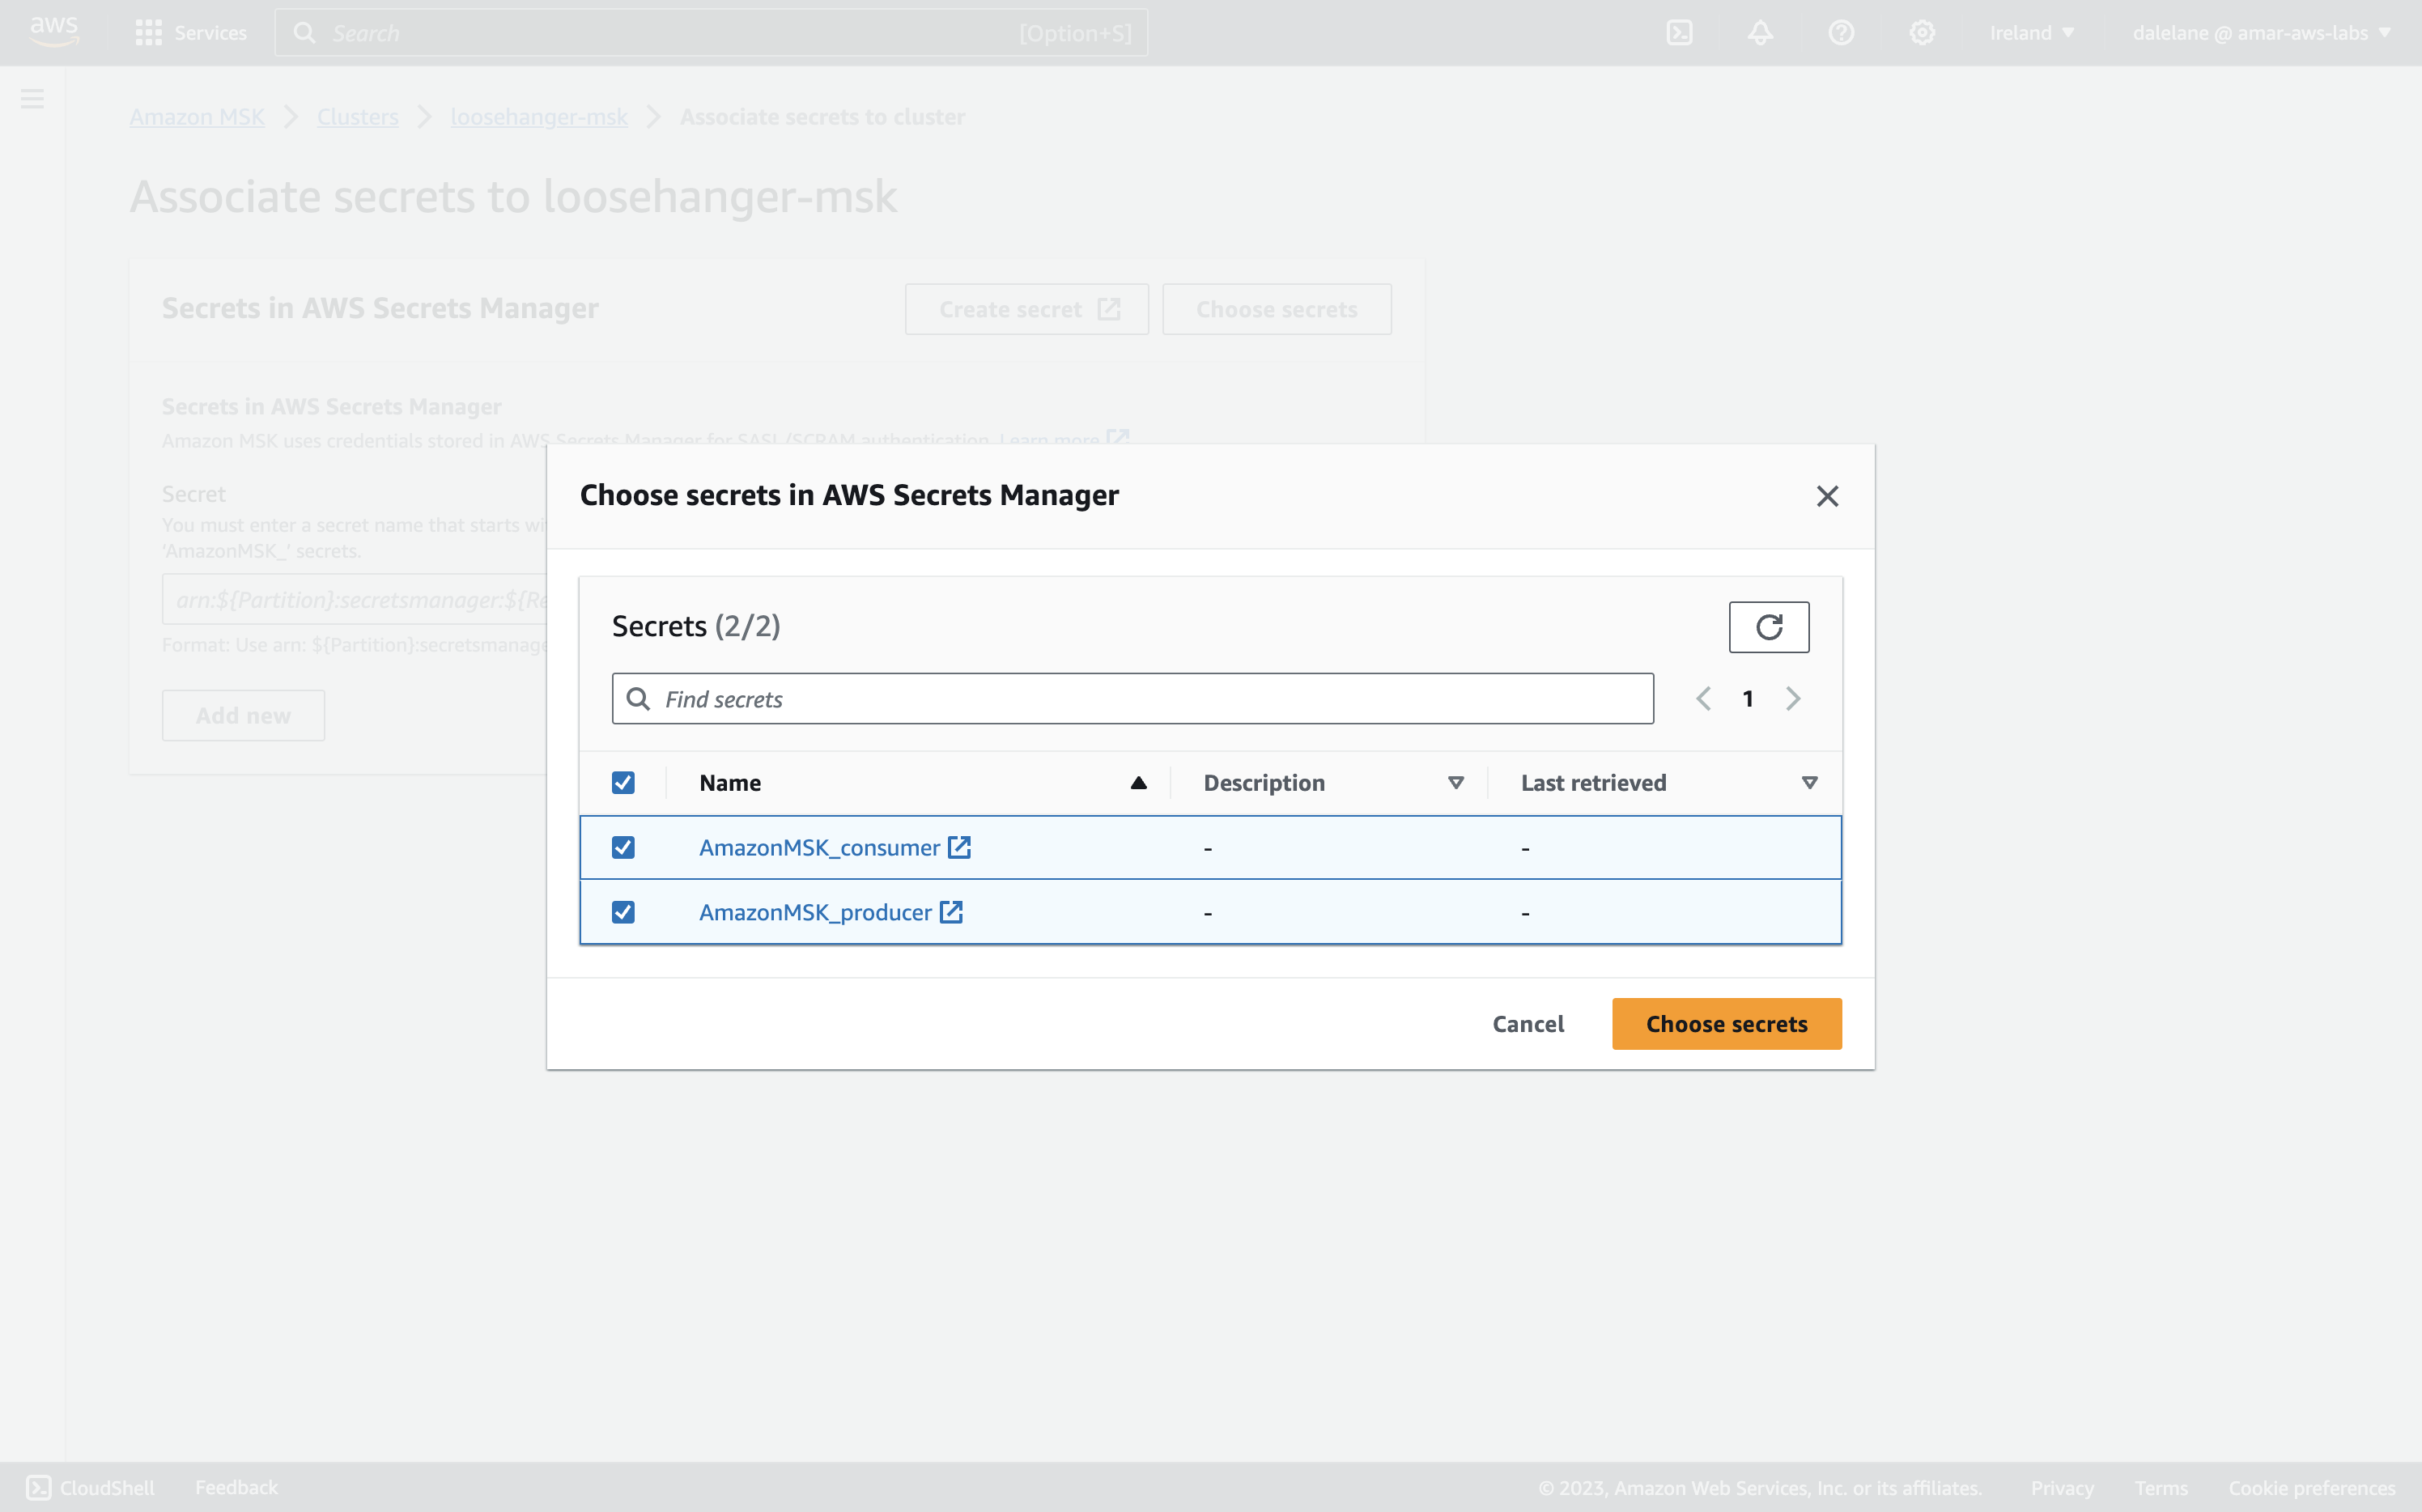 aws
Services
Search
[Option+S]
Ireland
dalelane @ amar-aws-labs
Amazon MSK
Clusters
loosehanger-msk
Associate secrets to cluster
Associate secrets to loosehanger-msk
Secrets in AWS Secrets Manager
Create secret
Choose secrets
Secrets in AWS Secrets Manager
Amazon MSK uses credentials stored in AWS Secrets Manager for SASL/SCRAM authentication. Learn more
Secret
You must enter a secret name that starts wi
'AmazonMSK_' secrets.
arn:${Partition}:secretsmanager:${Re
Format: Use arn: ${Partition}:secretsmanage
Add new
Choose secrets in AWS Secrets Manager
Secrets (2/2)
Find secrets
1
Name
Description
Last retrieved
AmazonMSK_consumer
-
-
AmazonMSK_producer
-
-
Cancel
Choose secrets
CloudShell
Feedback
© 2023, Amazon Web Services, Inc. or its affiliates.
Privacy
Terms
Cookie preferences